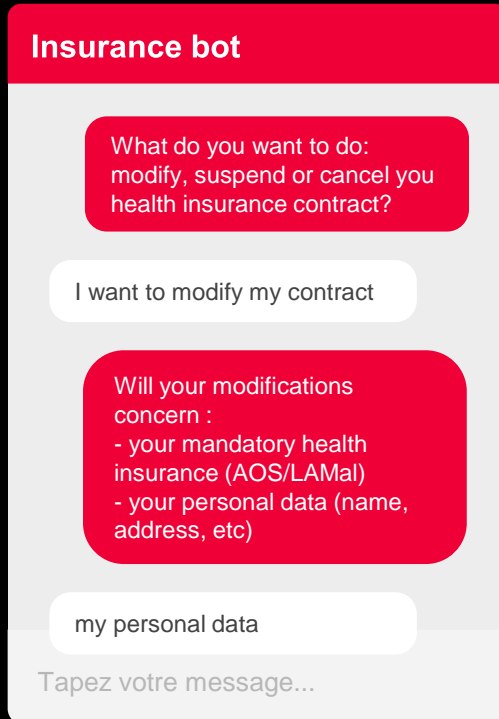 Insurance bot
What do you want to do:
modify, suspend or cancel you
health insurance contract?
I want to modify my contract
Will your modifications
concern :
- your mandatory health
insurance (AOS/LAMal)
- your personal data (name,
address, etc)
my personal data
Tapez votre message...